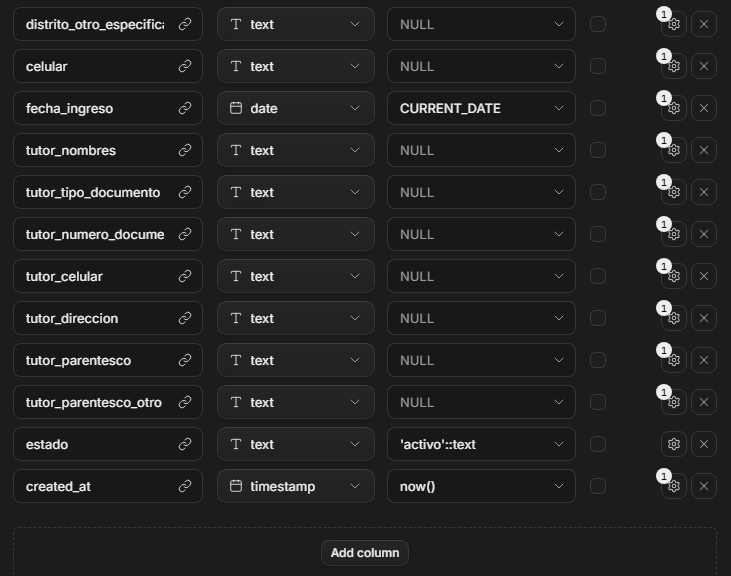 distrito_otro_especifica text NULL 1
celular text NULL 1
fecha_ingreso date CURRENT_DATE 1
tutor_nombres text NULL 1
tutor_tipo_documento text NULL 1
tutor_numero_docume text NULL 1
tutor_celular text NULL 1
tutor_direccion text NULL 1
tutor_parentesco text NULL 1
tutor_parentesco_otro text NULL 1
estado text 'activo'::text
created_at timestamp now() 1
Add column